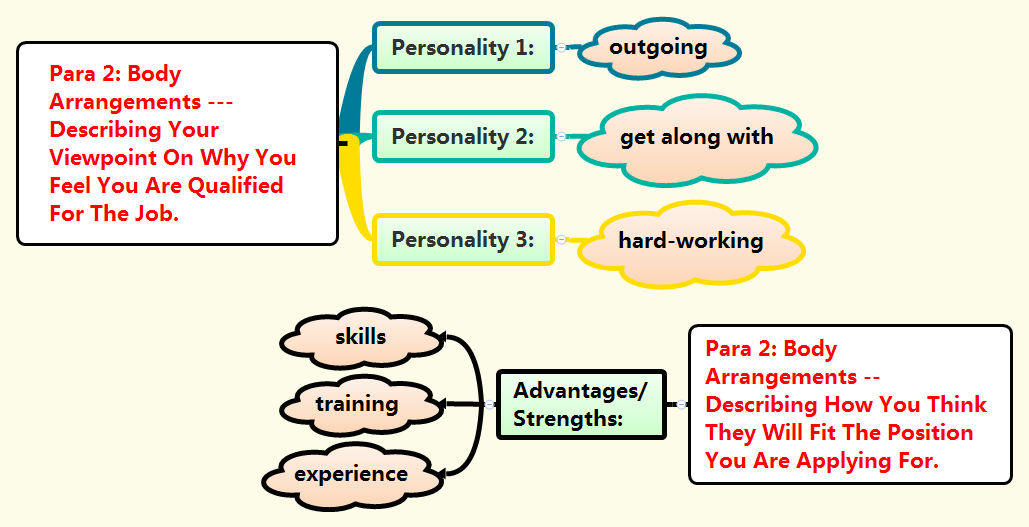 Para 2: Body
Arrangements ---
Describing Your
Viewpoint On Why You
Feel You Are Qualified
For The Job.
Personality 1:
outgoing
Personality 2:
get along with
Personality 3:
hard-working
skills
training
experience
Advantages/
Strengths:
Para 2: Body
Arrangements --
Describing How You Think
They Will Fit The Position
You Are Applying For.